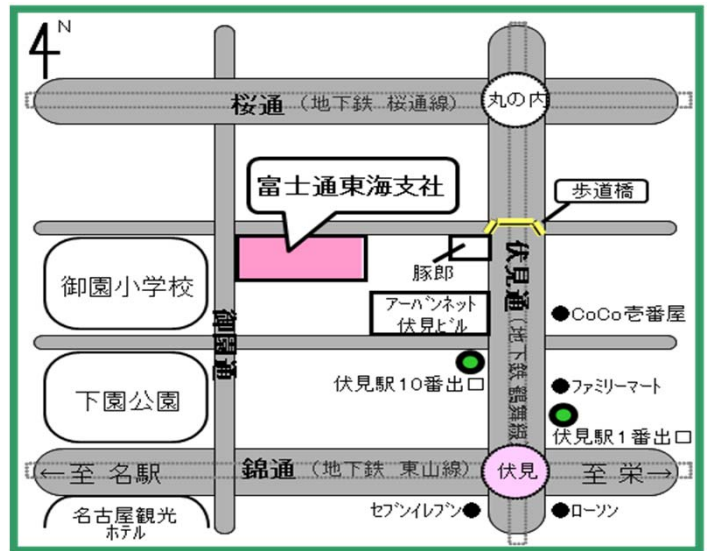 N
桜通（地下鉄 桜通線）
丸の内
富士通東海支社
歩道橋
御園小学校
豚郎
伏見通（地下鉄 鶴舞線）
アーバンネット
伏見ビル
CoCo壱番屋
御園通
伏見駅10番出口
下園公園
ファミリーマート
伏見駅1番出口
←至 名駅
錦通（地下鉄 東山線）
伏見
至 栄→
名古屋観光
ホテル
セブンイレブン
ローソン